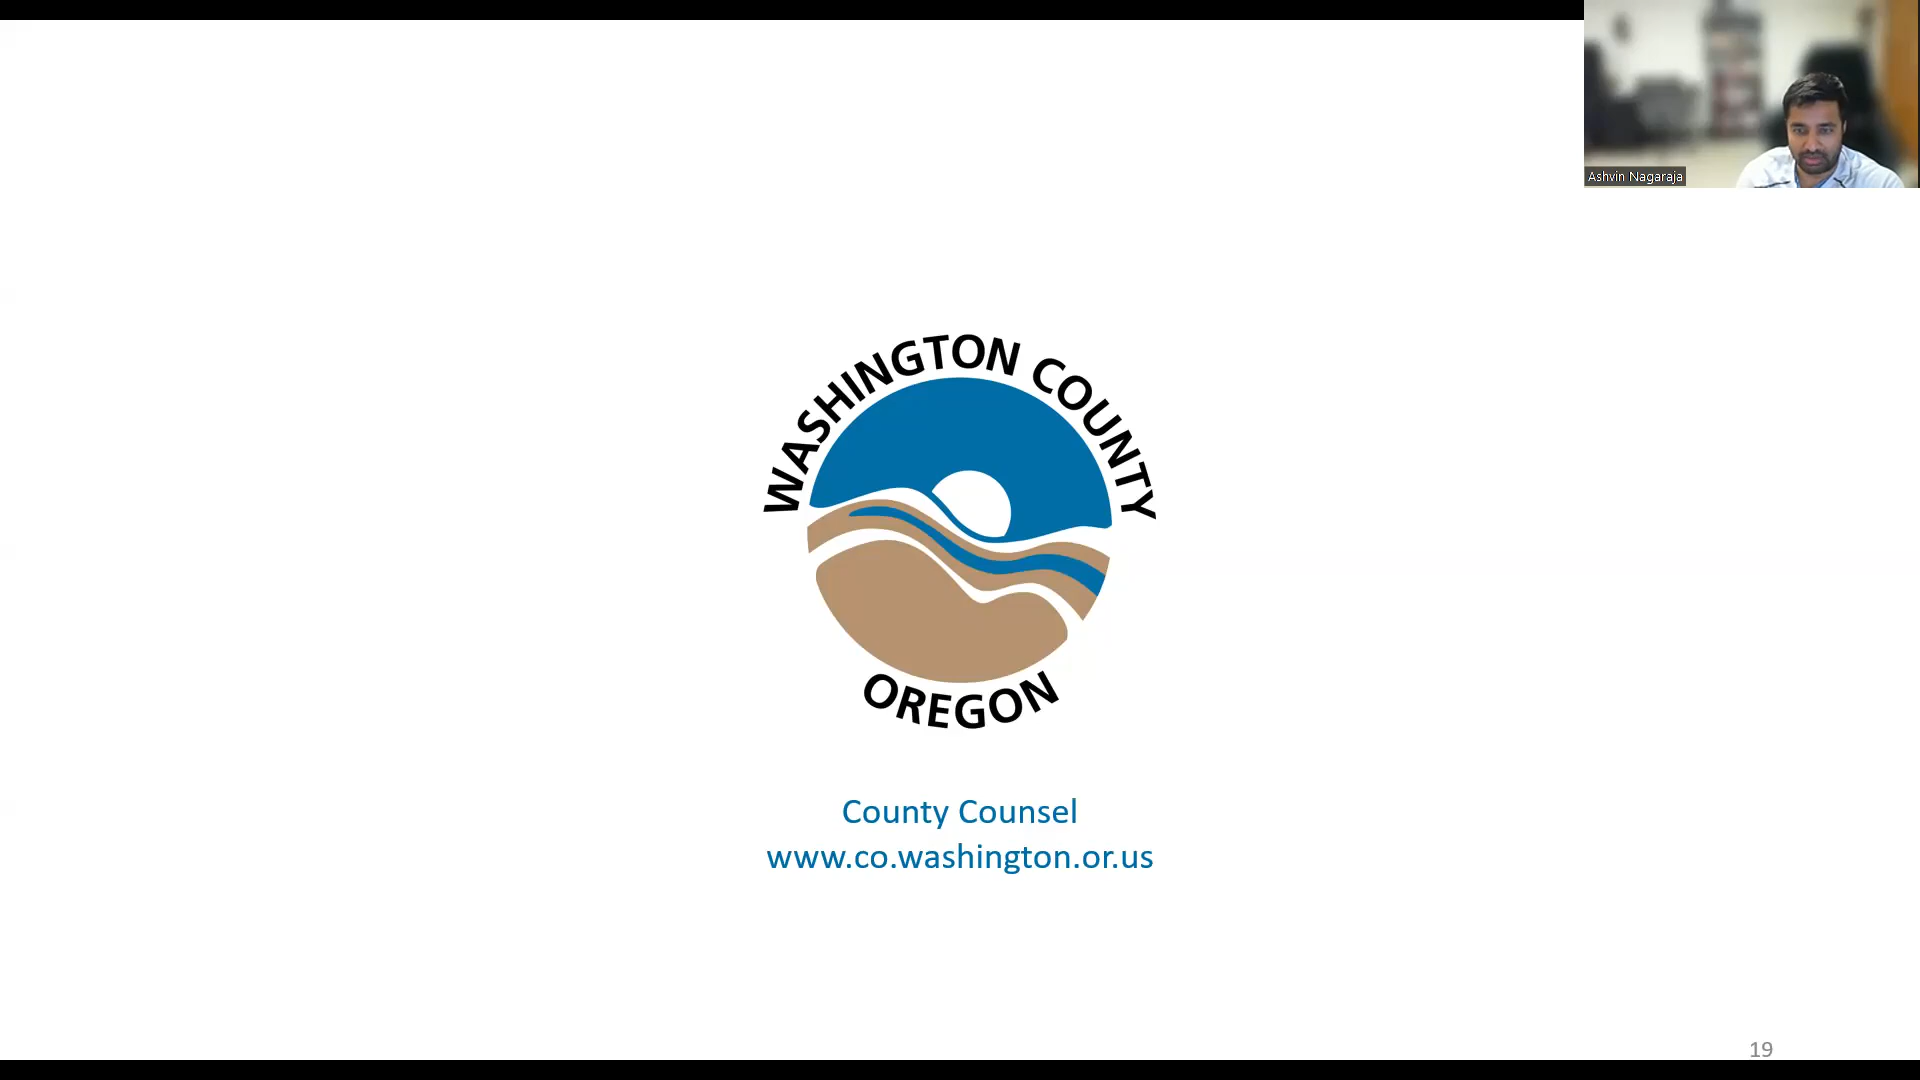 Ashvin Nagaraja
WASHINGTON COUNTY
OREGON
County Counsel
www.co.washington.or.us
19